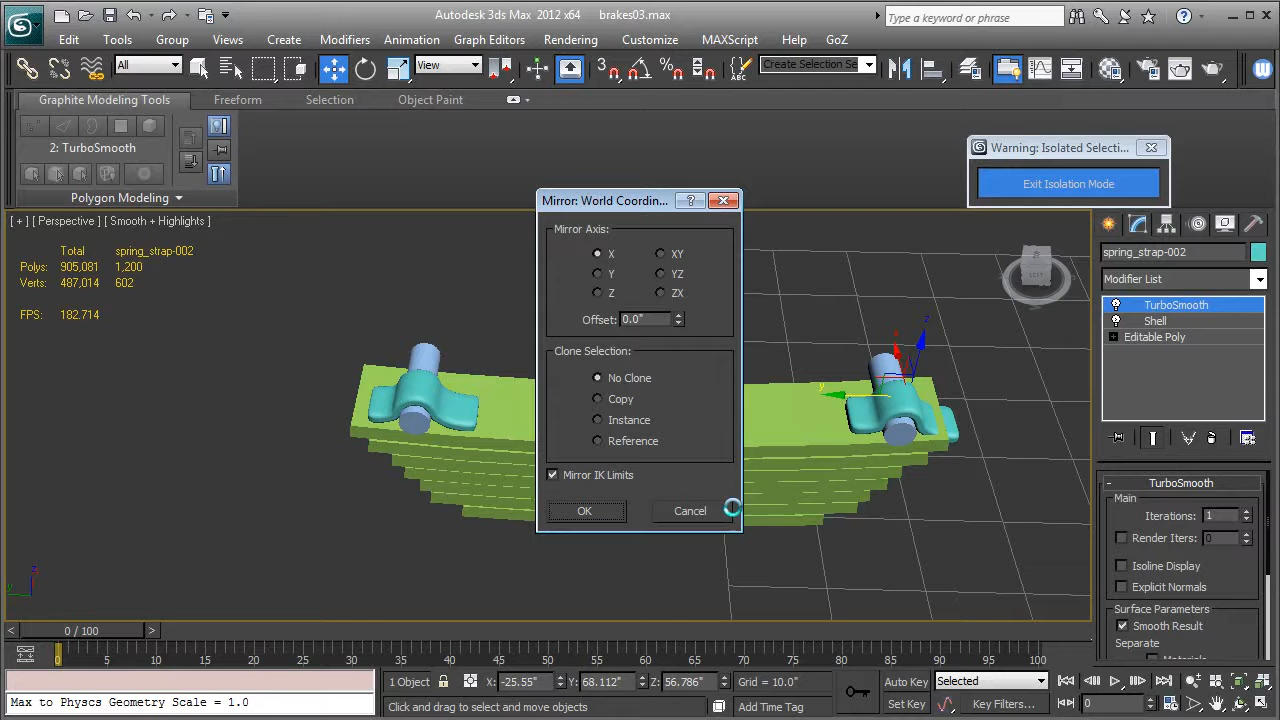 Autodesk 3ds Max 2012 x64 brakes03.max
Type a keyword or phrase
Edit Tools Group Views Create Modifiers Animation Graph Editors Rendering Customize MAXScript Help GoZ
All View Create Selection Se
Graphite Modeling Tools Freeform Selection Object Paint
2: TurboSmooth
Polygon Modeling
Warning: Isolated Selecti...
Exit Isolation Mode
[ + ] [ Perspective ] [ Smooth + Highlights ]
Total spring_strap-002
Polys: 905,081 1,200
Verts: 487,014 602
FPS: 182.714
Mirror: World Coordin...
Mirror Axis:
X XY
Y YZ
Z ZX
Offset: 0.0"
Clone Selection:
No Clone
Copy
Instance
Reference
Mirror IK Limits
OK Cancel
LEFT
z
y
z
y
spring_strap-002
Modifier List
TurboSmooth
Shell
Editable Poly
TurboSmooth
Main
Iterations: 1
Render Iters: 0
Isoline Display
Explicit Normals
Surface Parameters
Smooth Result
Separate
0 / 100
0 5 10 15 20 25 30 35 40 45 50 55 60 65 70 75 80 85 90 95 100
1 Object X: -25.55" Y: 68.112" Z: 56.786" Grid = 10.0" Auto Key Selected
Max to Physcs Geometry Scale = 1.0 Click and drag to select and move objects Add Time Tag Set Key Key Filters... 0